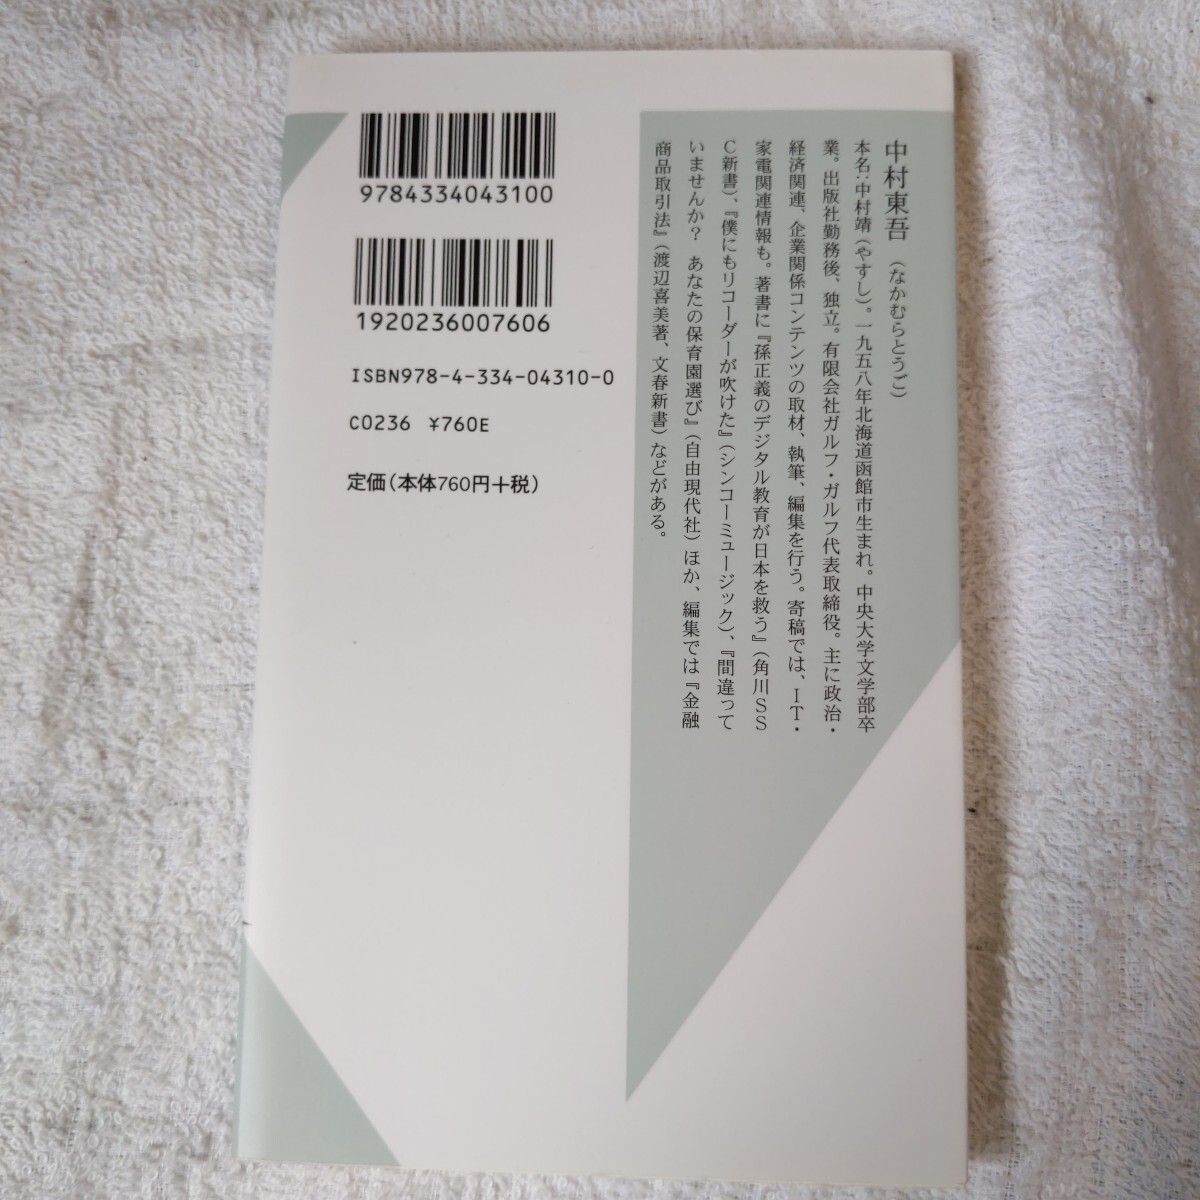 9784334043100
1920236007606
ISBN978-4-334-04310-0
C0236 ¥760E
定価(本体760円+税)
中村東吾(なかむらとうご)
本名:中村靖(やすし)。一九五八年北海道函館市生まれ。中央大学文学部卒
業。出版社勤務後、独立。有限会社ガルフ・ガルフ代表取締役。主に政治・
経済関連、企業関係コンテンツの取材、執筆、編集を行う。寄稿では、IT・
家電関連情報も。著書に『孫正義のデジタル教育が日本を救う』(角川SS
C新書)、『僕にもリコーダーが吹けた』(シンコーミュージック)、『間違って
いませんか? あなたの保育園選び』(自由現代社)ほか、編集では『金融
商品取引法』(渡辺喜美著、文春新書)などがある。